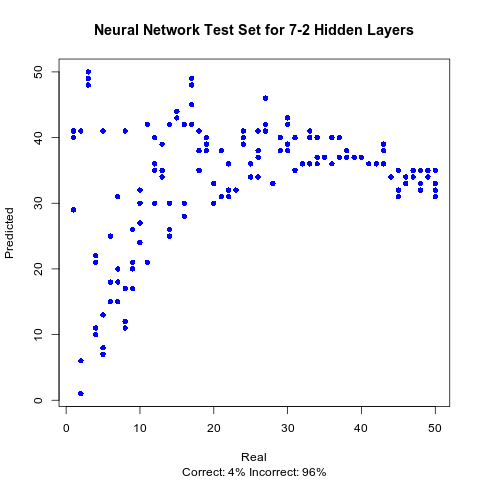 Neural Network Test Set for 7-2 Hidden Layers
Predicted
50
40
30
20
10
0
0 10 20 30 40 50
Real
Correct: 4% Incorrect: 96%